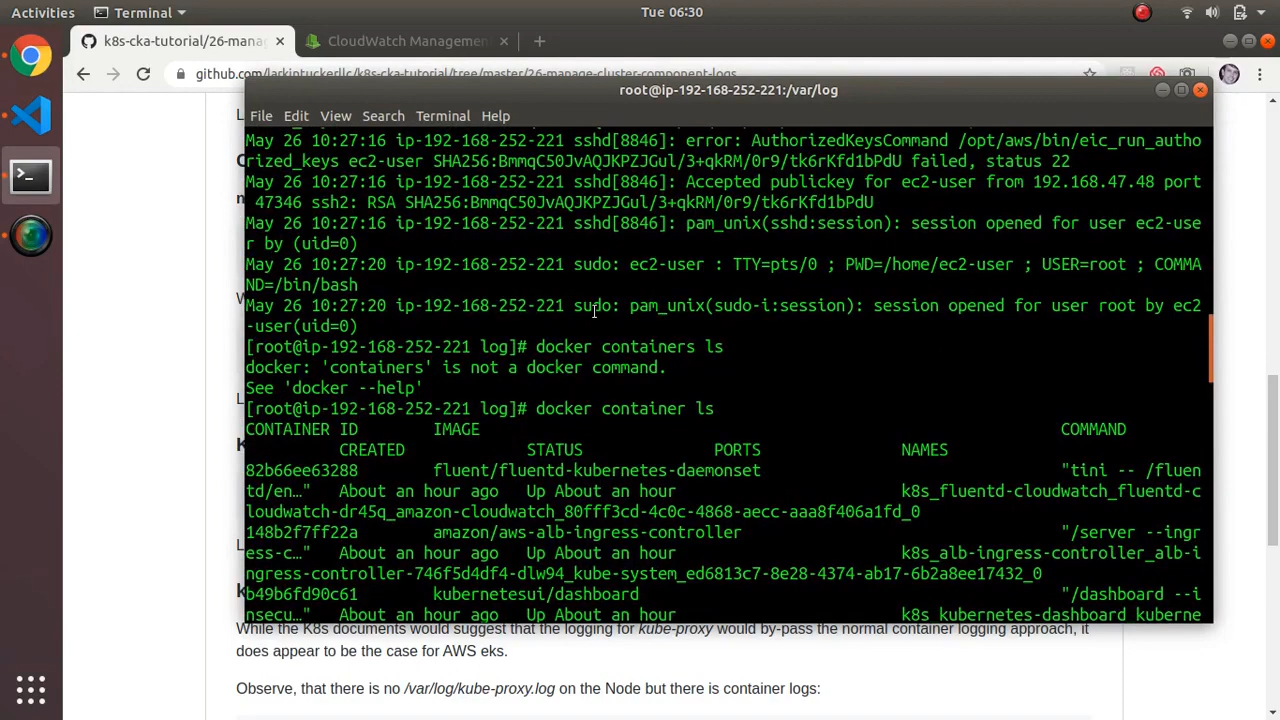 Activities
Terminal
Tue 06:30
k8s-cka-tutorial/26-mana
CloudWatch Managemen
github.com/larkintuckerllc/k8s-cka-tutorial/tree/master/26-manage-cluster-component-logs
root@ip-192-168-252-221:/var/log
File Edit View Search Terminal Help
May 26 10:27:16 ip-192-168-252-221 sshd[8846]: error: AuthorizedKeysCommand /opt/aws/bin/eic_run_autho
rized_keys ec2-user SHA256:BmmqC50JvAQJKPZJGul/3+qkRM/0r9/tk6rKfd1bPdU failed, status 22
May 26 10:27:16 ip-192-168-252-221 sshd[8846]: Accepted publickey for ec2-user from 192.168.47.48 port
47346 ssh2: RSA SHA256:BmmqC50JvAQJKPZJGul/3+qkRM/0r9/tk6rKfd1bPdU
May 26 10:27:16 ip-192-168-252-221 sshd[8846]: pam_unix(sshd:session): session opened for user ec2-use
r by (uid=0)
May 26 10:27:20 ip-192-168-252-221 sudo: ec2-user : TTY=pts/0 ; PWD=/home/ec2-user ; USER=root ; COMMA
ND=/bin/bash
May 26 10:27:20 ip-192-168-252-221 sudo: pam_unix(sudo-i:session): session opened for user root by ec2
-user(uid=0)
[root@ip-192-168-252-221 log]# docker containers ls
docker: 'containers' is not a docker command.
See 'docker --help'
[root@ip-192-168-252-221 log]# docker container ls
CONTAINER ID IMAGE COMMAND
CREATED STATUS PORTS NAMES
82b66ee63288 fluent/fluentd-kubernetes-daemonset "tini -- /fluen
td/en…" About an hour ago Up About an hour k8s_fluentd-cloudwatch_fluentd-c
loudwatch-dr45q_amazon-cloudwatch_80fff3cd-4c0c-4868-aecc-aaa8f406a1fd_0
148b2f7ff22a amazon/aws-alb-ingress-controller "/server --ingr
ess-c…" About an hour ago Up About an hour k8s_alb-ingress-controller_alb-i
ngress-controller-746f5d4df4-dlw94_kube-system_ed6813c7-8e28-4374-ab17-6b2a8ee17432_0
b49b6fd90c61 kubernetesui/dashboard "/dashboard --i
nsecu…" About an hour ago Up About an hour k8s_kubernetes-dashboard_kuberne
While the K8s documents would suggest that the logging for kube-proxy would by-pass the normal container logging approach, it
does appear to be the case for AWS eks.
Observe, that there is no /var/log/kube-proxy.log on the Node but there is container logs: